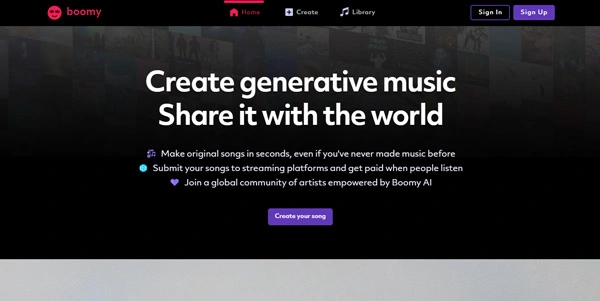 boomy
Home
Create
Library
Sign In
Sign Up
Create generative music
Share it with the world
Make original songs in seconds, even if you've never made music before
Submit your songs to streaming platforms and get paid when people listen
Join a global community of artists empowered by Boomy AI
Create your song